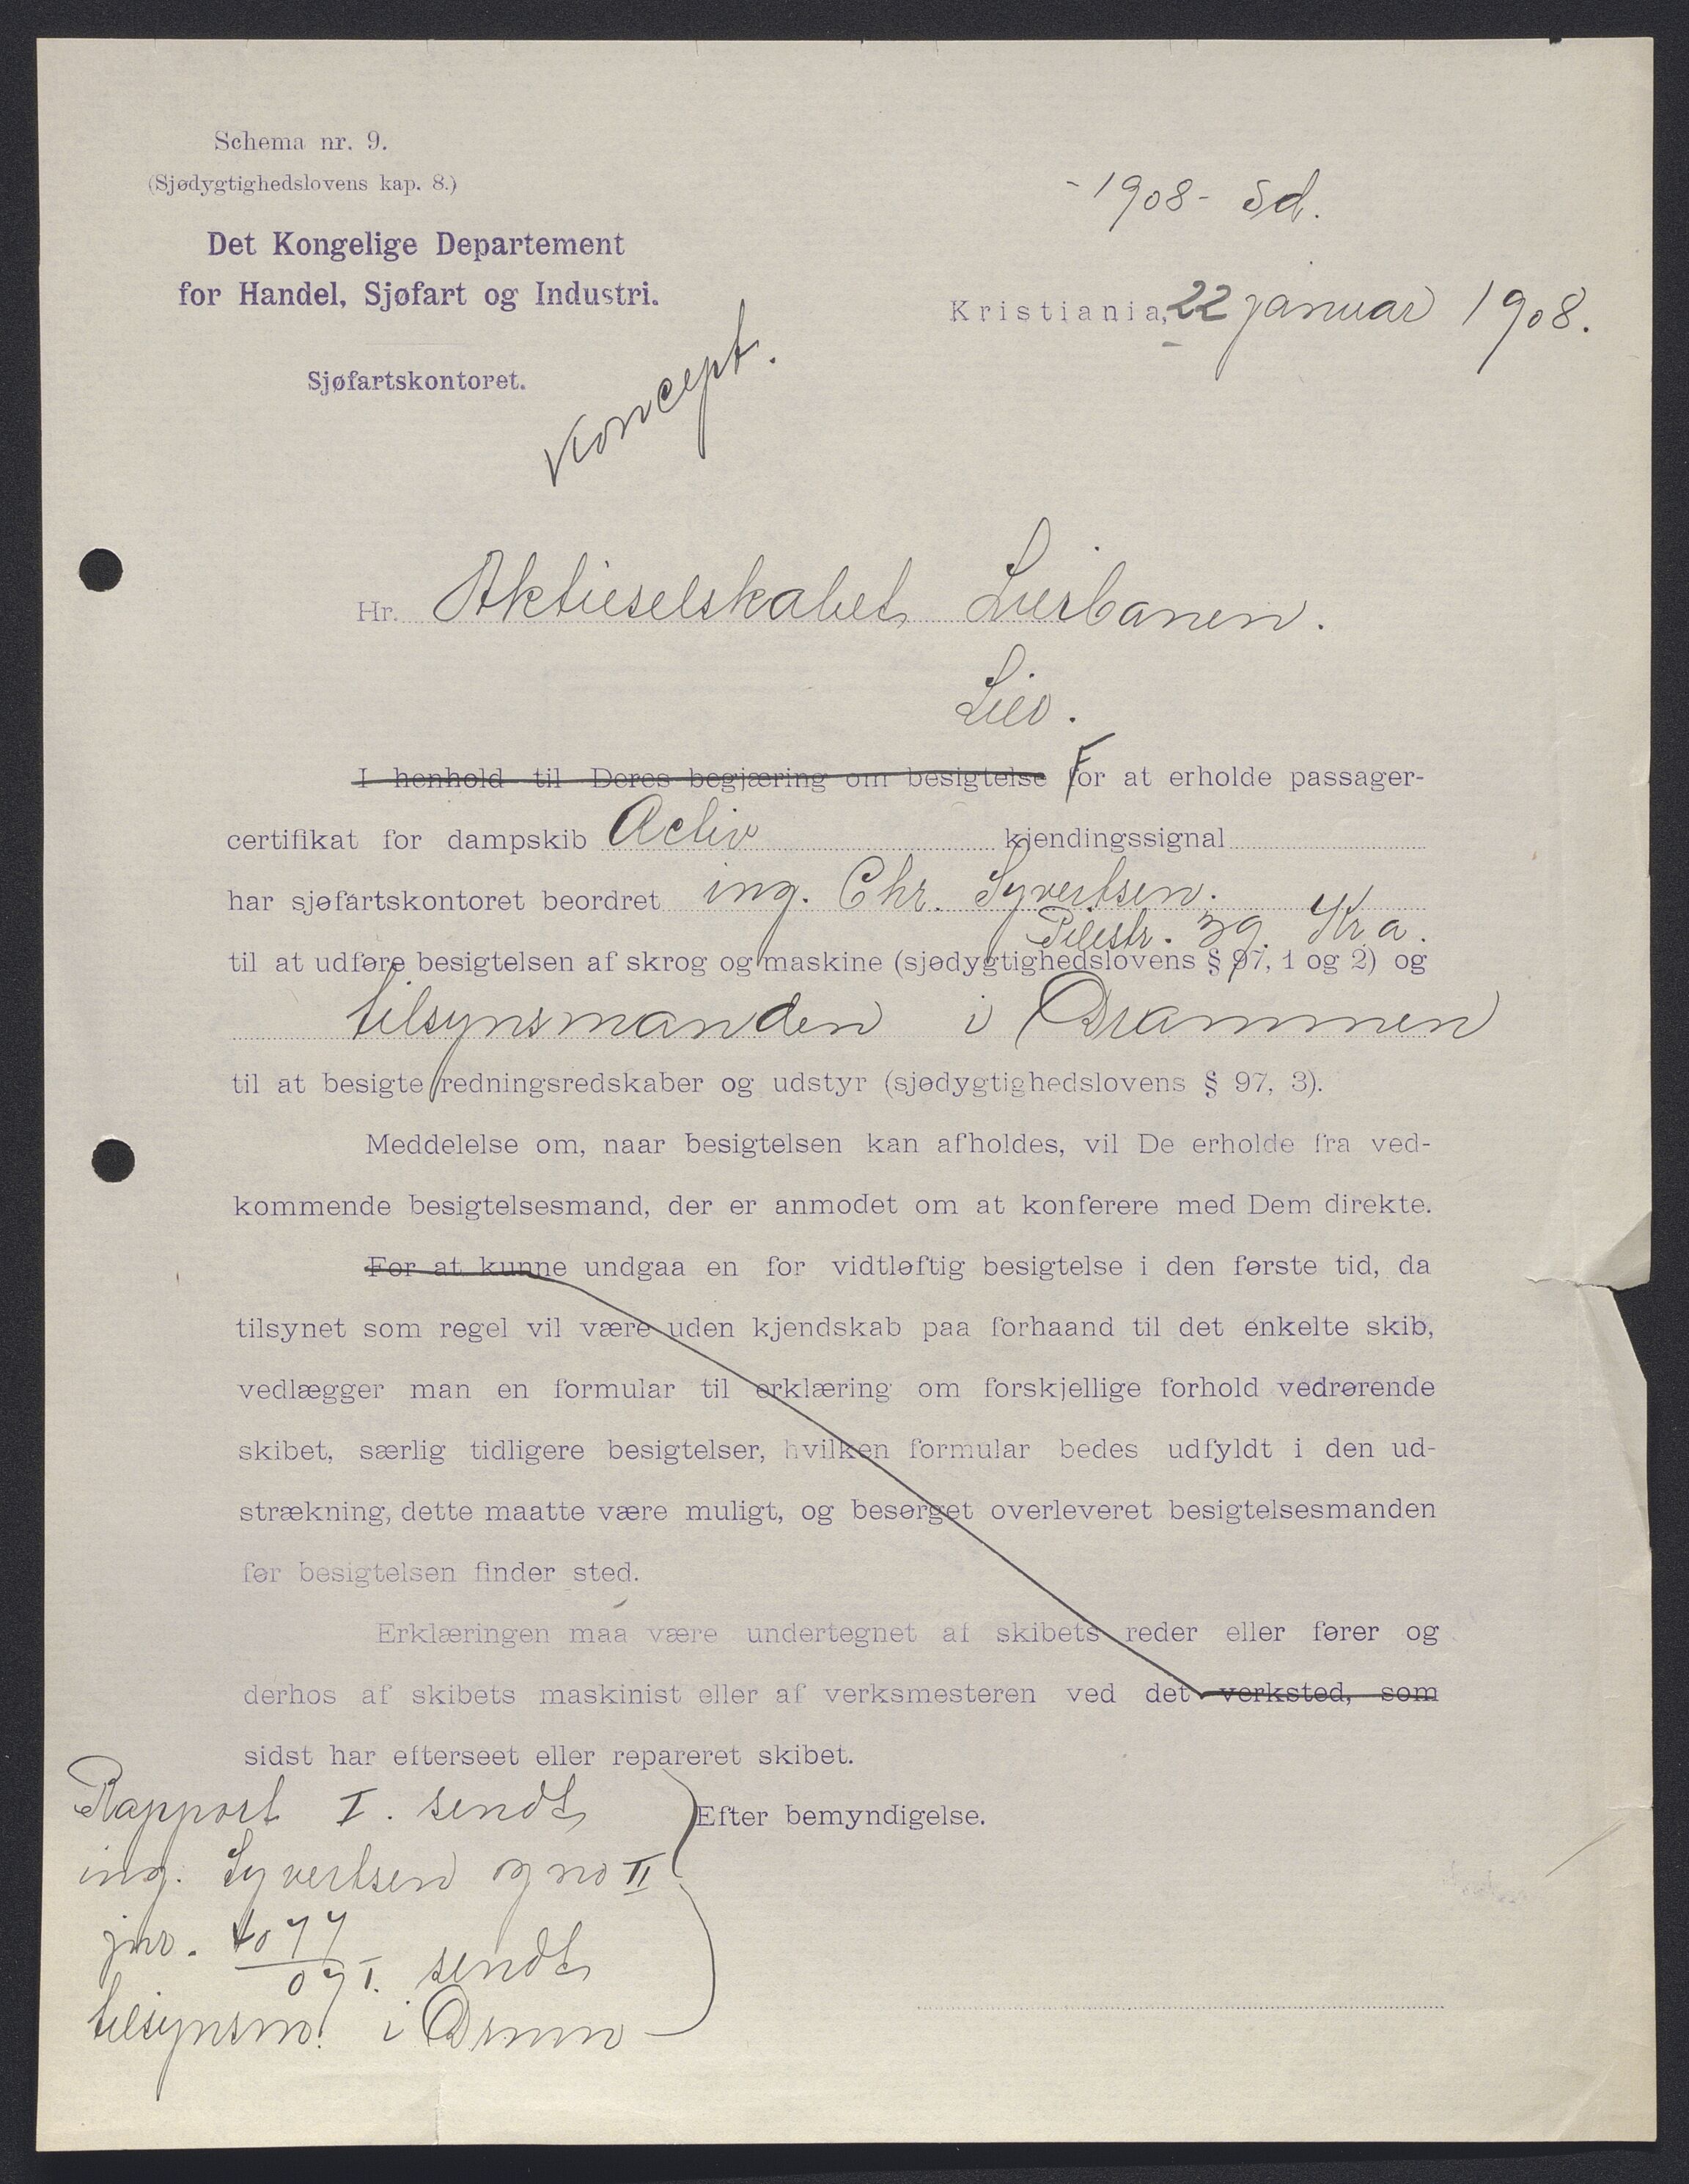 Schema nr. 9.
(Sjødygtighedslovens kap. 8.)
Det Kongelige Departement
for Handel, Sjøfart og Industri.
Sjøfartskontoret.
-1908- Sd.
Kristiania, 22 januar 1908.
Koncept.
Hr. Aktieselskabet Lierbanen.
Lier.
I henhold til Deres begjæring om besigtelse For at erholde passager-
certifikat for dampskib Activ kjendingssignal
har sjøfartskontoret beordret ing. Chr. Syvertsen.
Pilestr. 39. Kr.a.
til at udføre besigtelsen af skrog og maskine (sjødygtighedslovens § 97, 1 og 2) og
tilsynsmanden i Drammen
til at besigte redningsredskaber og udstyr (sjødygtighedslovens § 97, 3).
Meddelelse om, naar besigtelsen kan afholdes, vil De erholde fra ved-
kommende besigtelsesmand, der er anmodet om at konferere med Dem direkte.
For at kunne undgaa en for vidtløftig besigtelse i den første tid, da
tilsynet som regel vil være uden kjendskab paa forhaand til det enkelte skib,
vedlægger man en formular til erklæring om forskjellige forhold vedrørende
skibet, særlig tidligere besigtelser, hvilken formular bedes udfyldt i den ud-
strækning, dette maatte være muligt, og besørget overleveret besigtelsesmanden
før besigtelsen finder sted.
Erklæringen maa være undertegnet af skibets reder eller fører og
derhos af skibets maskinist eller af verksmesteren ved det verksted, som
sidst har efterseet eller repareret skibet.
Efter bemyndigelse.
Rapport I. sendt
ing. Syvertsen og no II
jnr. 4077
07 I. sendt
tilsynsm. i Drmn